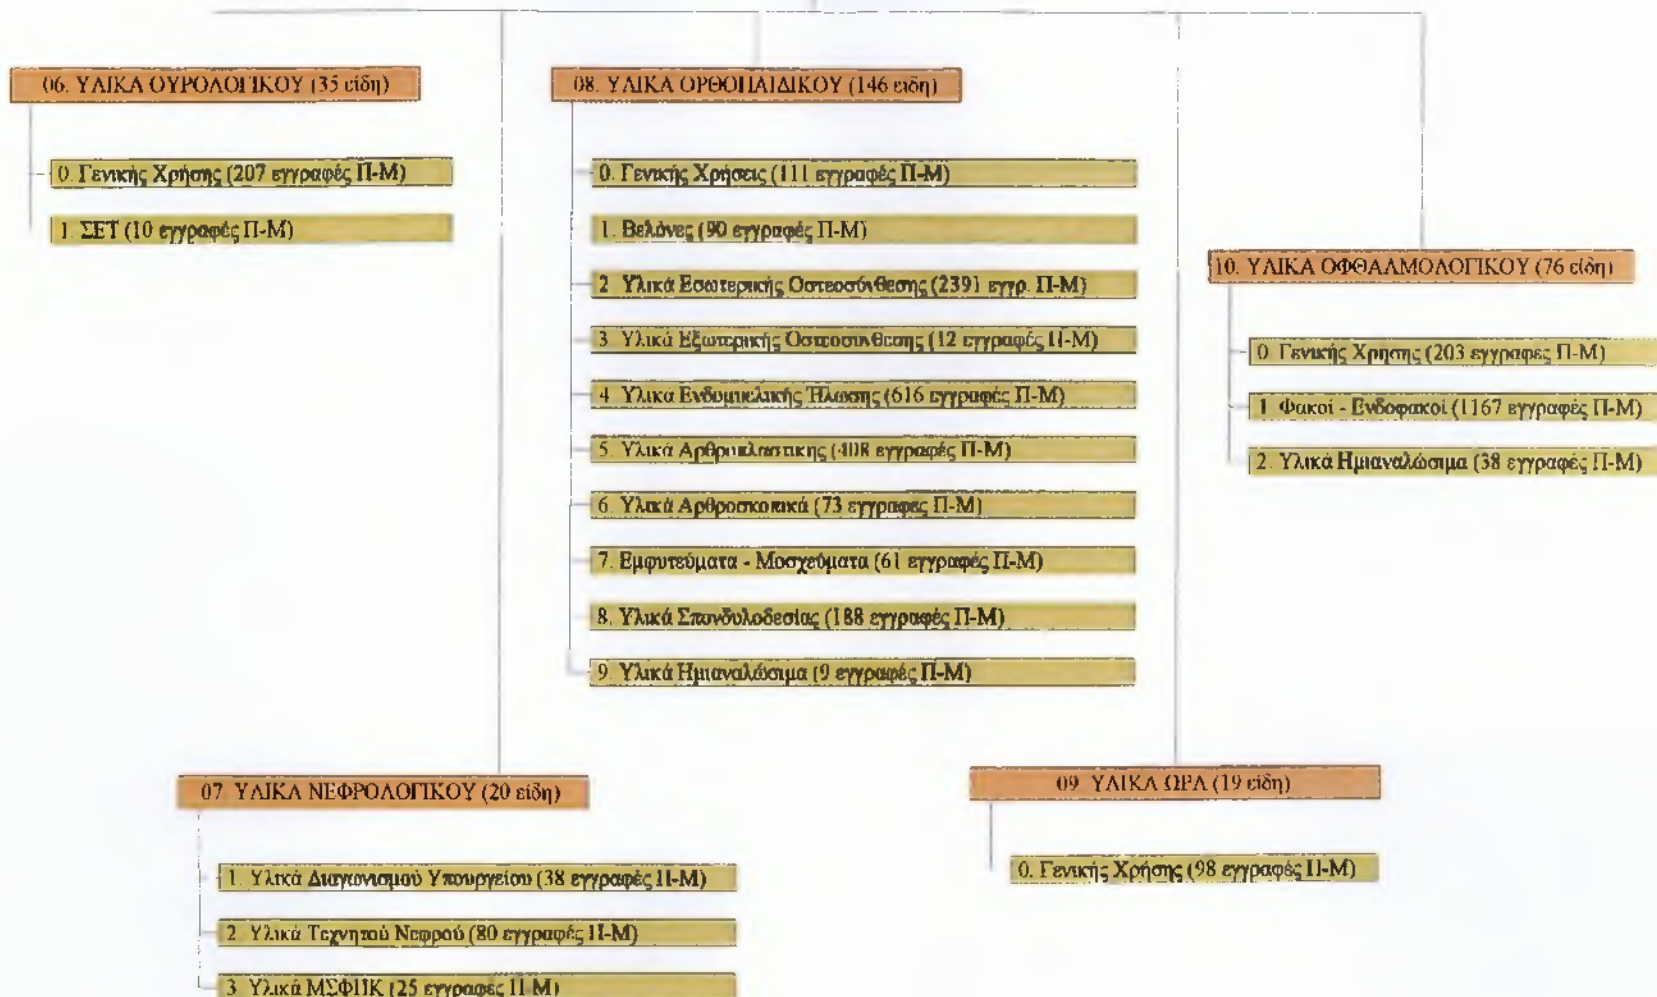 06. ΥΛΙΚΑ ΟΥΡΟΛΟΓΙΚΟΥ (35 είδη)
0. Γενικής Χρήσης (207 εγγραφές Π-Μ)
1. ΣΕΤ (10 εγγραφές Π-Μ)
08. ΥΛΙΚΑ ΟΡΘΟΠΑΙΔΙΚΟΥ (146 είδη)
0. Γενικής Χρήσεις (111 εγγραφές Π-Μ)
1. Βελόνες (90 εγγραφές Π-Μ)
2. Υλικά Εσωτερικής Οστεοσύνθεσης (2391 εγγρ. Π-Μ)
3. Υλικά Εξωτερικής Οστεοσύνθεσης (12 εγγραφές Π-Μ)
4. Υλικά Ενδομυελικής Ήλωσης (616 εγγραφές Π-Μ)
5. Υλικά Αρθροπλαστικης (408 εγγραφές Π-Μ)
6. Υλικά Αρθροσκοπικά (73 εγγραφές Π-Μ)
7. Εμφυτεύματα - Μοσχεύματα (61 εγγραφές Π-Μ)
8. Υλικά Σπονδυλοδεσίας (188 εγγραφές Π-Μ)
9. Υλικά Ημιαναλώσιμα (9 εγγραφές Π-Μ)
10. ΥΛΙΚΑ ΟΦΘΑΛΜΟΛΟΓΙΚΟΥ (76 είδη)
0. Γενικής Χρήσης (203 εγγραφές Π-Μ)
1. Φακοί - Ενδοφακοί (1167 εγγραφές Π-Μ)
2. Υλικά Ημιαναλώσιμα (38 εγγραφές Π-Μ)
07. ΥΛΙΚΑ ΝΕΦΡΟΛΟΓΙΚΟΥ (20 είδη)
1. Υλικά Διαγωνισμού Υπουργείου (38 εγγραφές Π-Μ)
2. Υλικά Τεχνητού Νεφρού (80 εγγραφές Π-Μ)
3. Υλικά ΜΣΦΠΚ (25 εγγραφές Π-Μ)
09. ΥΛΙΚΑ ΩΡΛ (19 είδη)
0. Γενικής Χρήσης (98 εγγραφές Π-Μ)